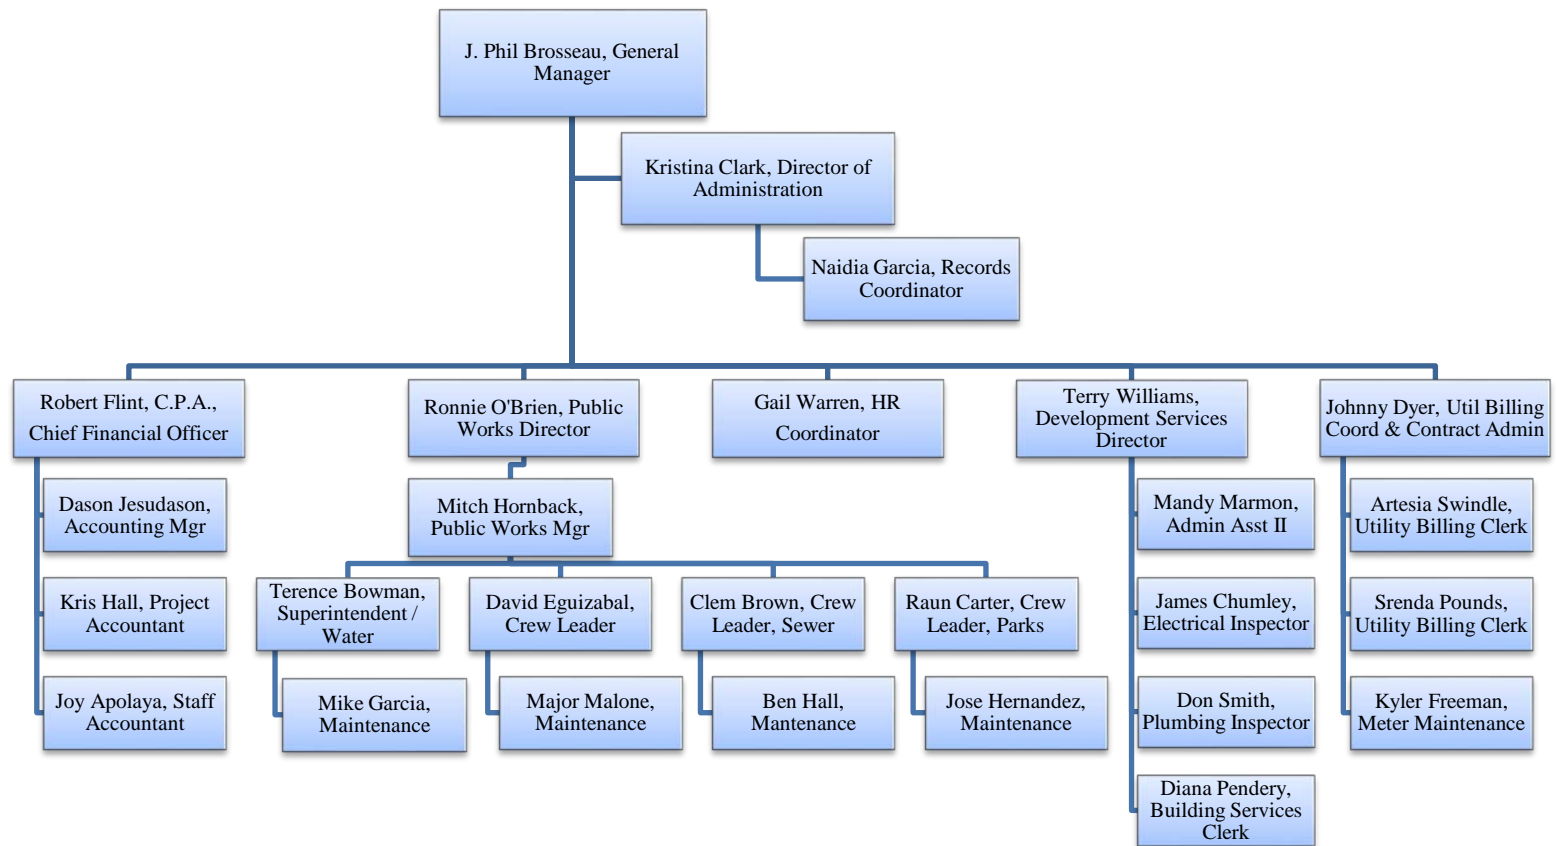 J. Phil Brosseau, General
Manager
Kristina Clark, Director of
Administration
Naidia Garcia, Records
Coordinator
Robert Flint, C.P.A.,
Chief Financial Officer
Ronnie O'Brien, Public
Works Director
Gail Warren, HR
Coordinator
Terry Williams,
Development Services
Director
Johnny Dyer, Util Billing
Coord & Contract Admin
Dason Jesudason,
Accounting Mgr
Kris Hall, Project
Accountant
Joy Apolaya, Staff
Accountant
Mitch Hornback,
Public Works Mgr
Terence Bowman,
Superintendent /
Water
Mike Garcia,
Maintenance
David Eguizabal,
Crew Leader
Major Malone,
Maintenance
Clem Brown, Crew
Leader, Sewer
Ben Hall,
Mantenance
Raun Carter, Crew
Leader, Parks
Jose Hernandez,
Maintenance
Mandy Marmon,
Admin Asst II
James Chumley,
Electrical Inspector
Don Smith,
Plumbing Inspector
Diana Pendery,
Building Services
Clerk
Artesia Swindle,
Utility Billing Clerk
Srenda Pounds,
Utility Billing Clerk
Kyler Freeman,
Meter Maintenance